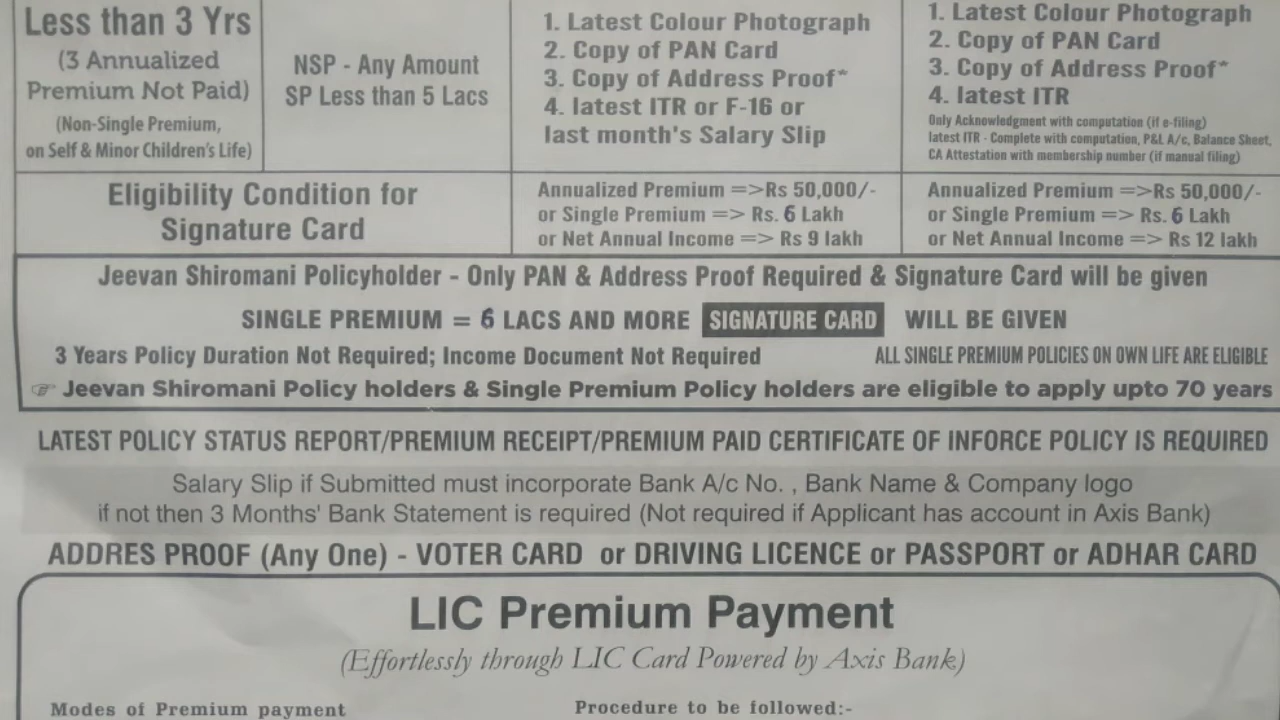 Less than 3 Yrs
(3 Annualized
Premium Not Paid)
(Non-Single Premium,
on Self & Minor Children's Life)
NSP - Any Amount
SP Less than 5 Lacs
1. Latest Colour Photograph
2. Copy of PAN Card
3. Copy of Address Proof*
4. latest ITR or F-16 or
last month's Salary Slip
1. Latest Colour Photograph
2. Copy of PAN Card
3. Copy of Address Proof*
4. latest ITR
Only Acknowledgment with computation (if e-filing)
latest ITR - Complete with computation, P&L A/c, Balance Sheet,
CA Attestation with membership number (if manual filing)
Eligibility Condition for
Signature Card
Annualized Premium =>Rs 50,000/-
or Single Premium => Rs. 6 Lakh
or Net Annual Income => Rs 9 lakh
Annualized Premium =>Rs 50,000/-
or Single Premium => Rs. 6 Lakh
or Net Annual Income => Rs 12 lakh
Jeevan Shiromani Policyholder - Only PAN & Address Proof Required & Signature Card will be given
SINGLE PREMIUM = 6 LACS AND MORE SIGNATURE CARD WILL BE GIVEN
3 Years Policy Duration Not Required; Income Document Not Required ALL SINGLE PREMIUM POLICIES ON OWN LIFE ARE ELIGIBLE
☞ Jeevan Shiromani Policy holders & Single Premium Policy holders are eligible to apply upto 70 years
LATEST POLICY STATUS REPORT/PREMIUM RECEIPT/PREMIUM PAID CERTIFICATE OF INFORCE POLICY IS REQUIRED
Salary Slip if Submitted must incorporate Bank A/c No. , Bank Name & Company logo
if not then 3 Months' Bank Statement is required (Not required if Applicant has account in Axis Bank)
ADDRES PROOF (Any One) - VOTER CARD or DRIVING LICENCE or PASSPORT or ADHAR CARD
LIC Premium Payment
(Effortlessly through LIC Card Powered by Axis Bank)
Modes of Premium payment
Procedure to be followed:-